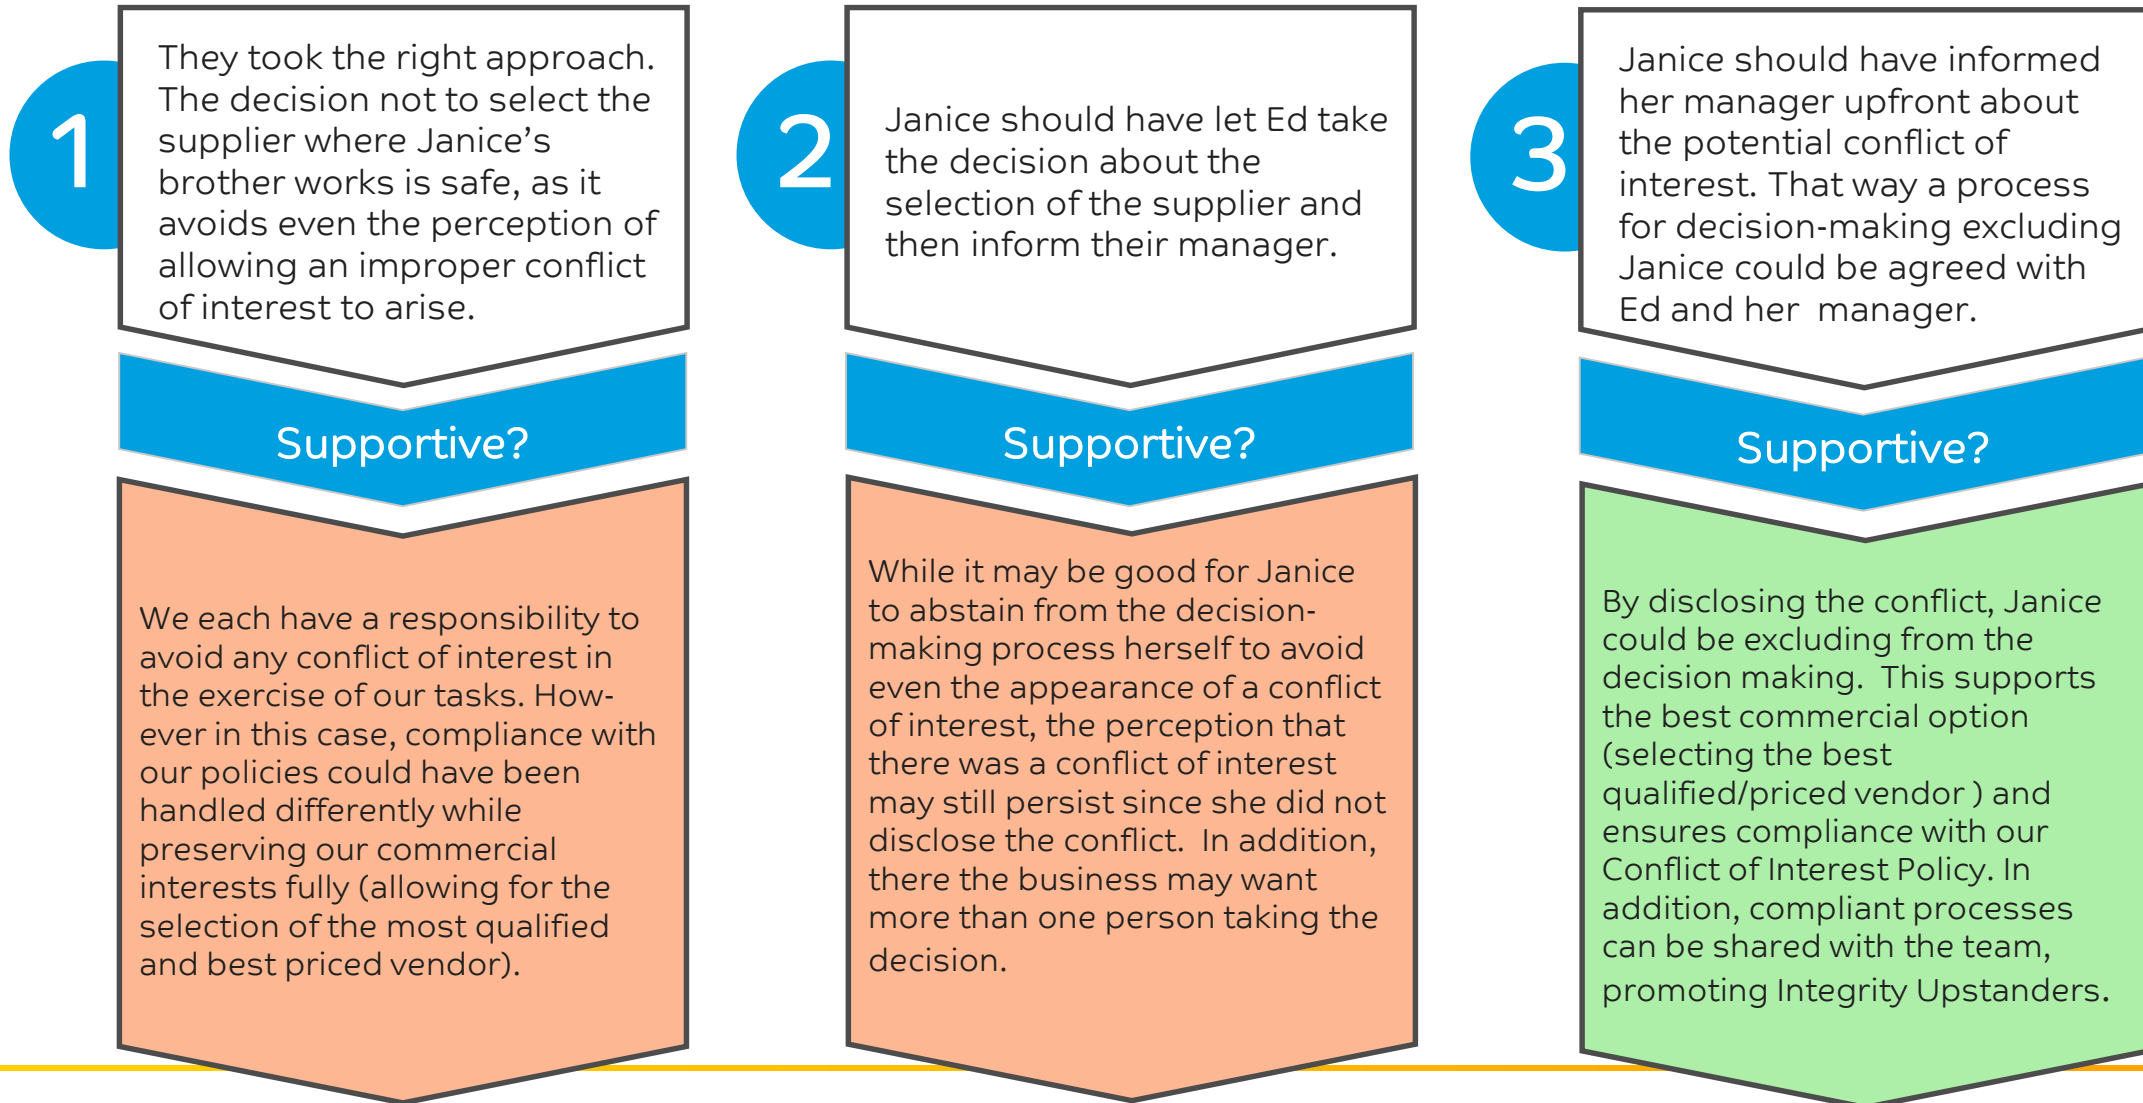 1
They took the right approach.
The decision not to select the
supplier where Janice's
brother works is safe, as it
avoids even the perception of
allowing an improper conflict
of interest to arise.
Supportive?
We each have a responsibility to
avoid any conflict of interest in
the exercise of our tasks. How-
ever in this case, compliance with
our policies could have been
handled differently while
preserving our commercial
interests fully (allowing for the
selection of the most qualified
and best priced vendor).
2
Janice should have let Ed take
the decision about the
selection of the supplier and
then inform their manager.
Supportive?
While it may be good for Janice
to abstain from the decision-
making process herself to avoid
even the appearance of a conflict
of interest, the perception that
there was a conflict of interest
may still persist since she did not
disclose the conflict.  In addition,
there the business may want
more than one person taking the
decision.
3
Janice should have informed
her manager upfront about
the potential conflict of
interest. That way a process
for decision-making excluding
Janice could be agreed with
Ed and her  manager.
Supportive?
By disclosing the conflict, Janice
could be excluding from the
decision making.  This supports
the best commercial option
(selecting the best
qualified/priced vendor ) and
ensures compliance with our
Conflict of Interest Policy. In
addition, compliant processes
can be shared with the team,
promoting Integrity Upstanders.